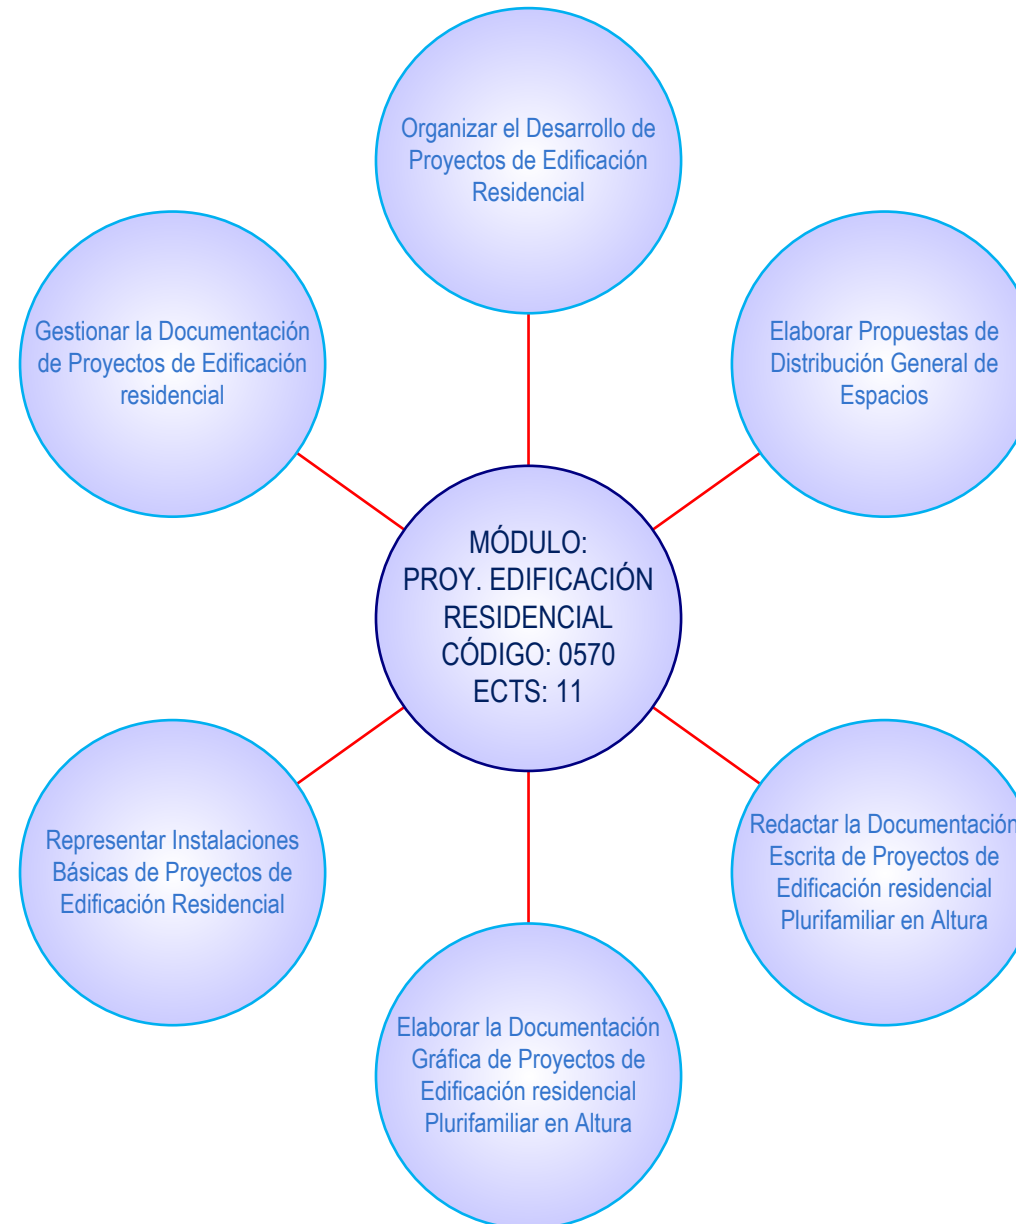 Organizar el Desarrollo de
Proyectos de Edificación
Residencial
Gestionar la Documentación
de Proyectos de Edificación
residencial
Elaborar Propuestas de
Distribución General de
Espacios
MÓDULO:
PROY. EDIFICACIÓN
RESIDENCIAL
CÓDIGO: 0570
ECTS: 11
Representar Instalaciones
Básicas de Proyectos de
Edificación Residencial
Redactar la Documentación
Escrita de Proyectos de
Edificación residencial
Plurifamiliar en Altura
Elaborar la Documentación
Gráfica de Proyectos de
Edificación residencial
Plurifamiliar en Altura